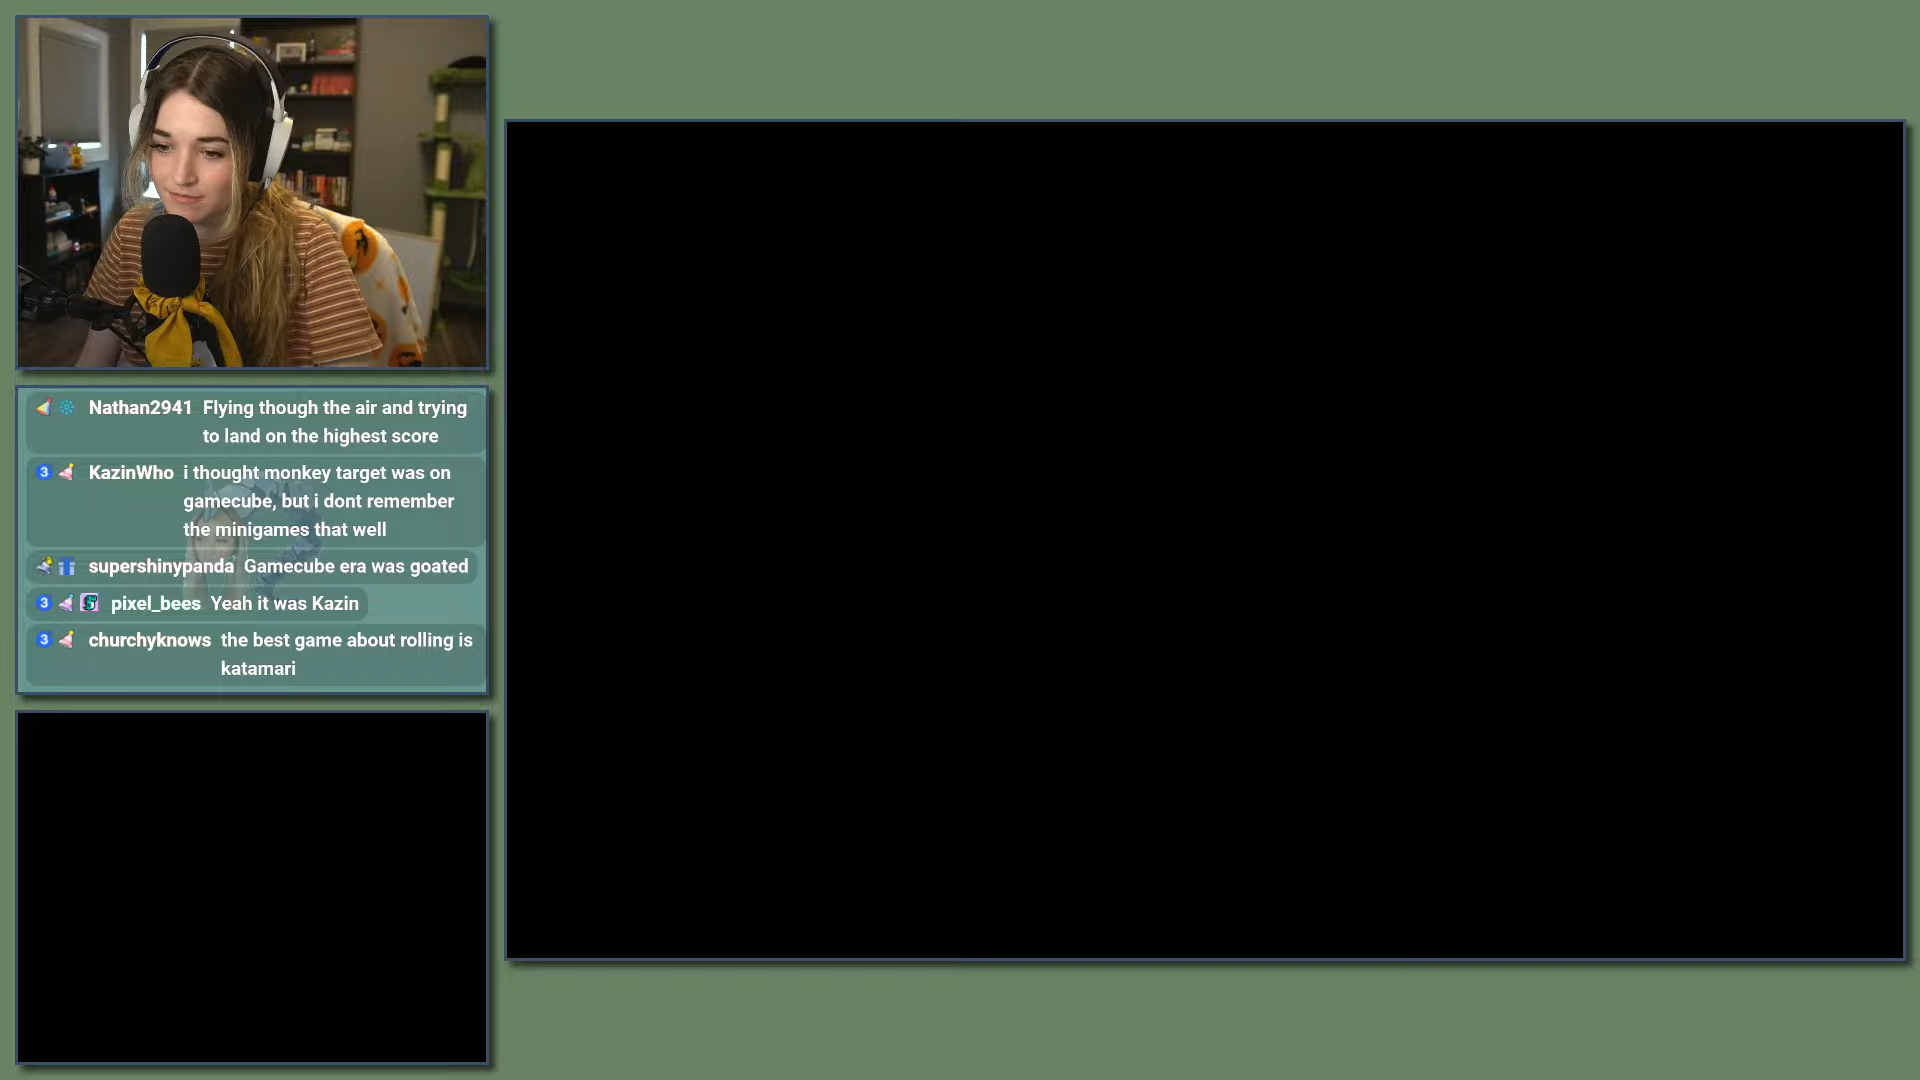 Nathan2941 Flying though the air and trying
to land on the highest score
3 KazinWho i thought monkey target was on
gamecube, but i dont remember
the minigames that well
supershinypanda Gamecube era was goated
3 pixel_bees Yeah it was Kazin
3 churchyknows the best game about rolling is
katamari